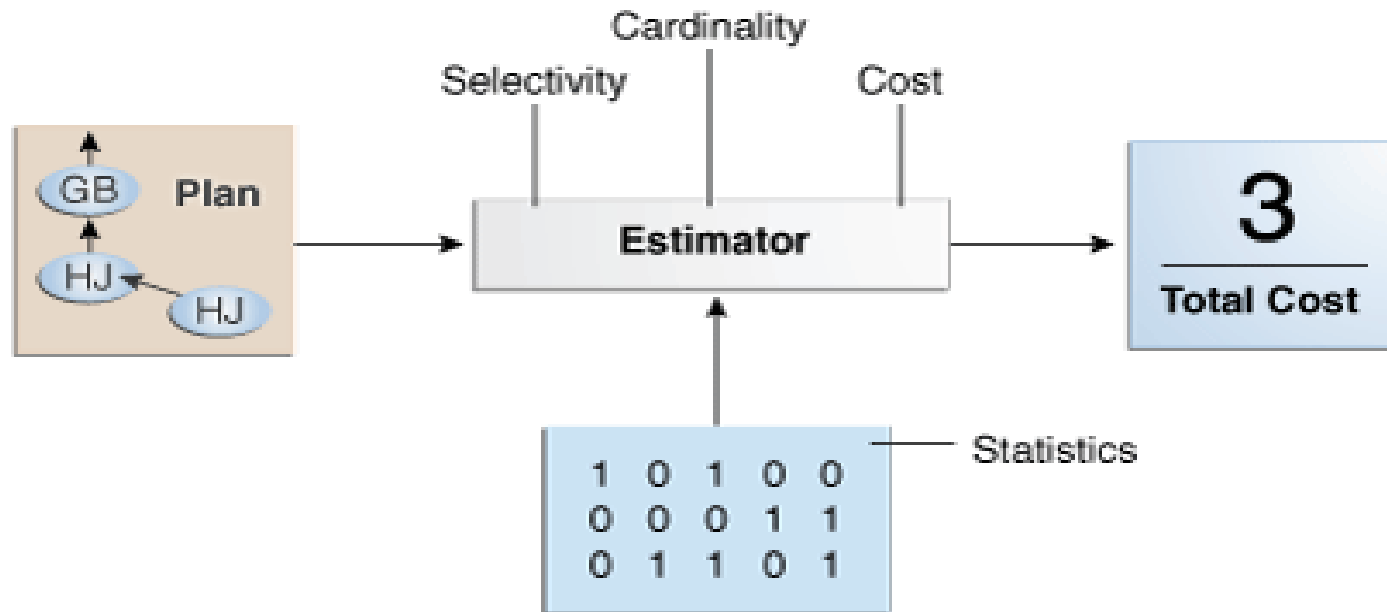 Cardinality
Selectivity
Cost
GB
Plan
HJ
HJ
Estimator
3
Total Cost
Statistics
1 0 1 0 0
0 0 0 1 1
0 1 1 0 1